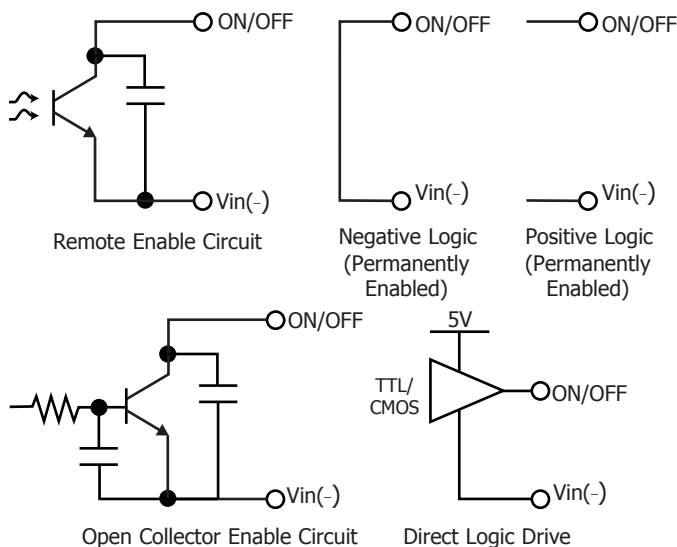 ON/OFF
Vin(–)
Remote Enable Circuit
ON/OFF
Vin(–)
Negative Logic
(Permanently
Enabled)
ON/OFF
Vin(–)
Positive Logic
(Permanently
Enabled)
ON/OFF
Vin(–)
Open Collector Enable Circuit
5V
TTL/
CMOS
ON/OFF
Vin(–)
Direct Logic Drive